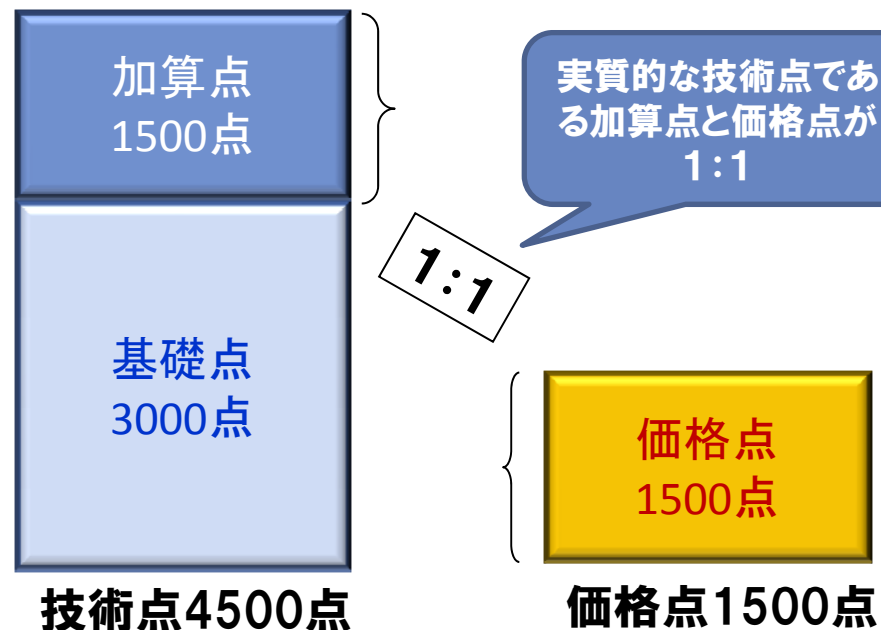 加算点
1500点
実質的な技術点であ
る加算点と価格点が
1:1
1:1
基礎点
3000点
価格点
1500点
技術点4500点
価格点1500点